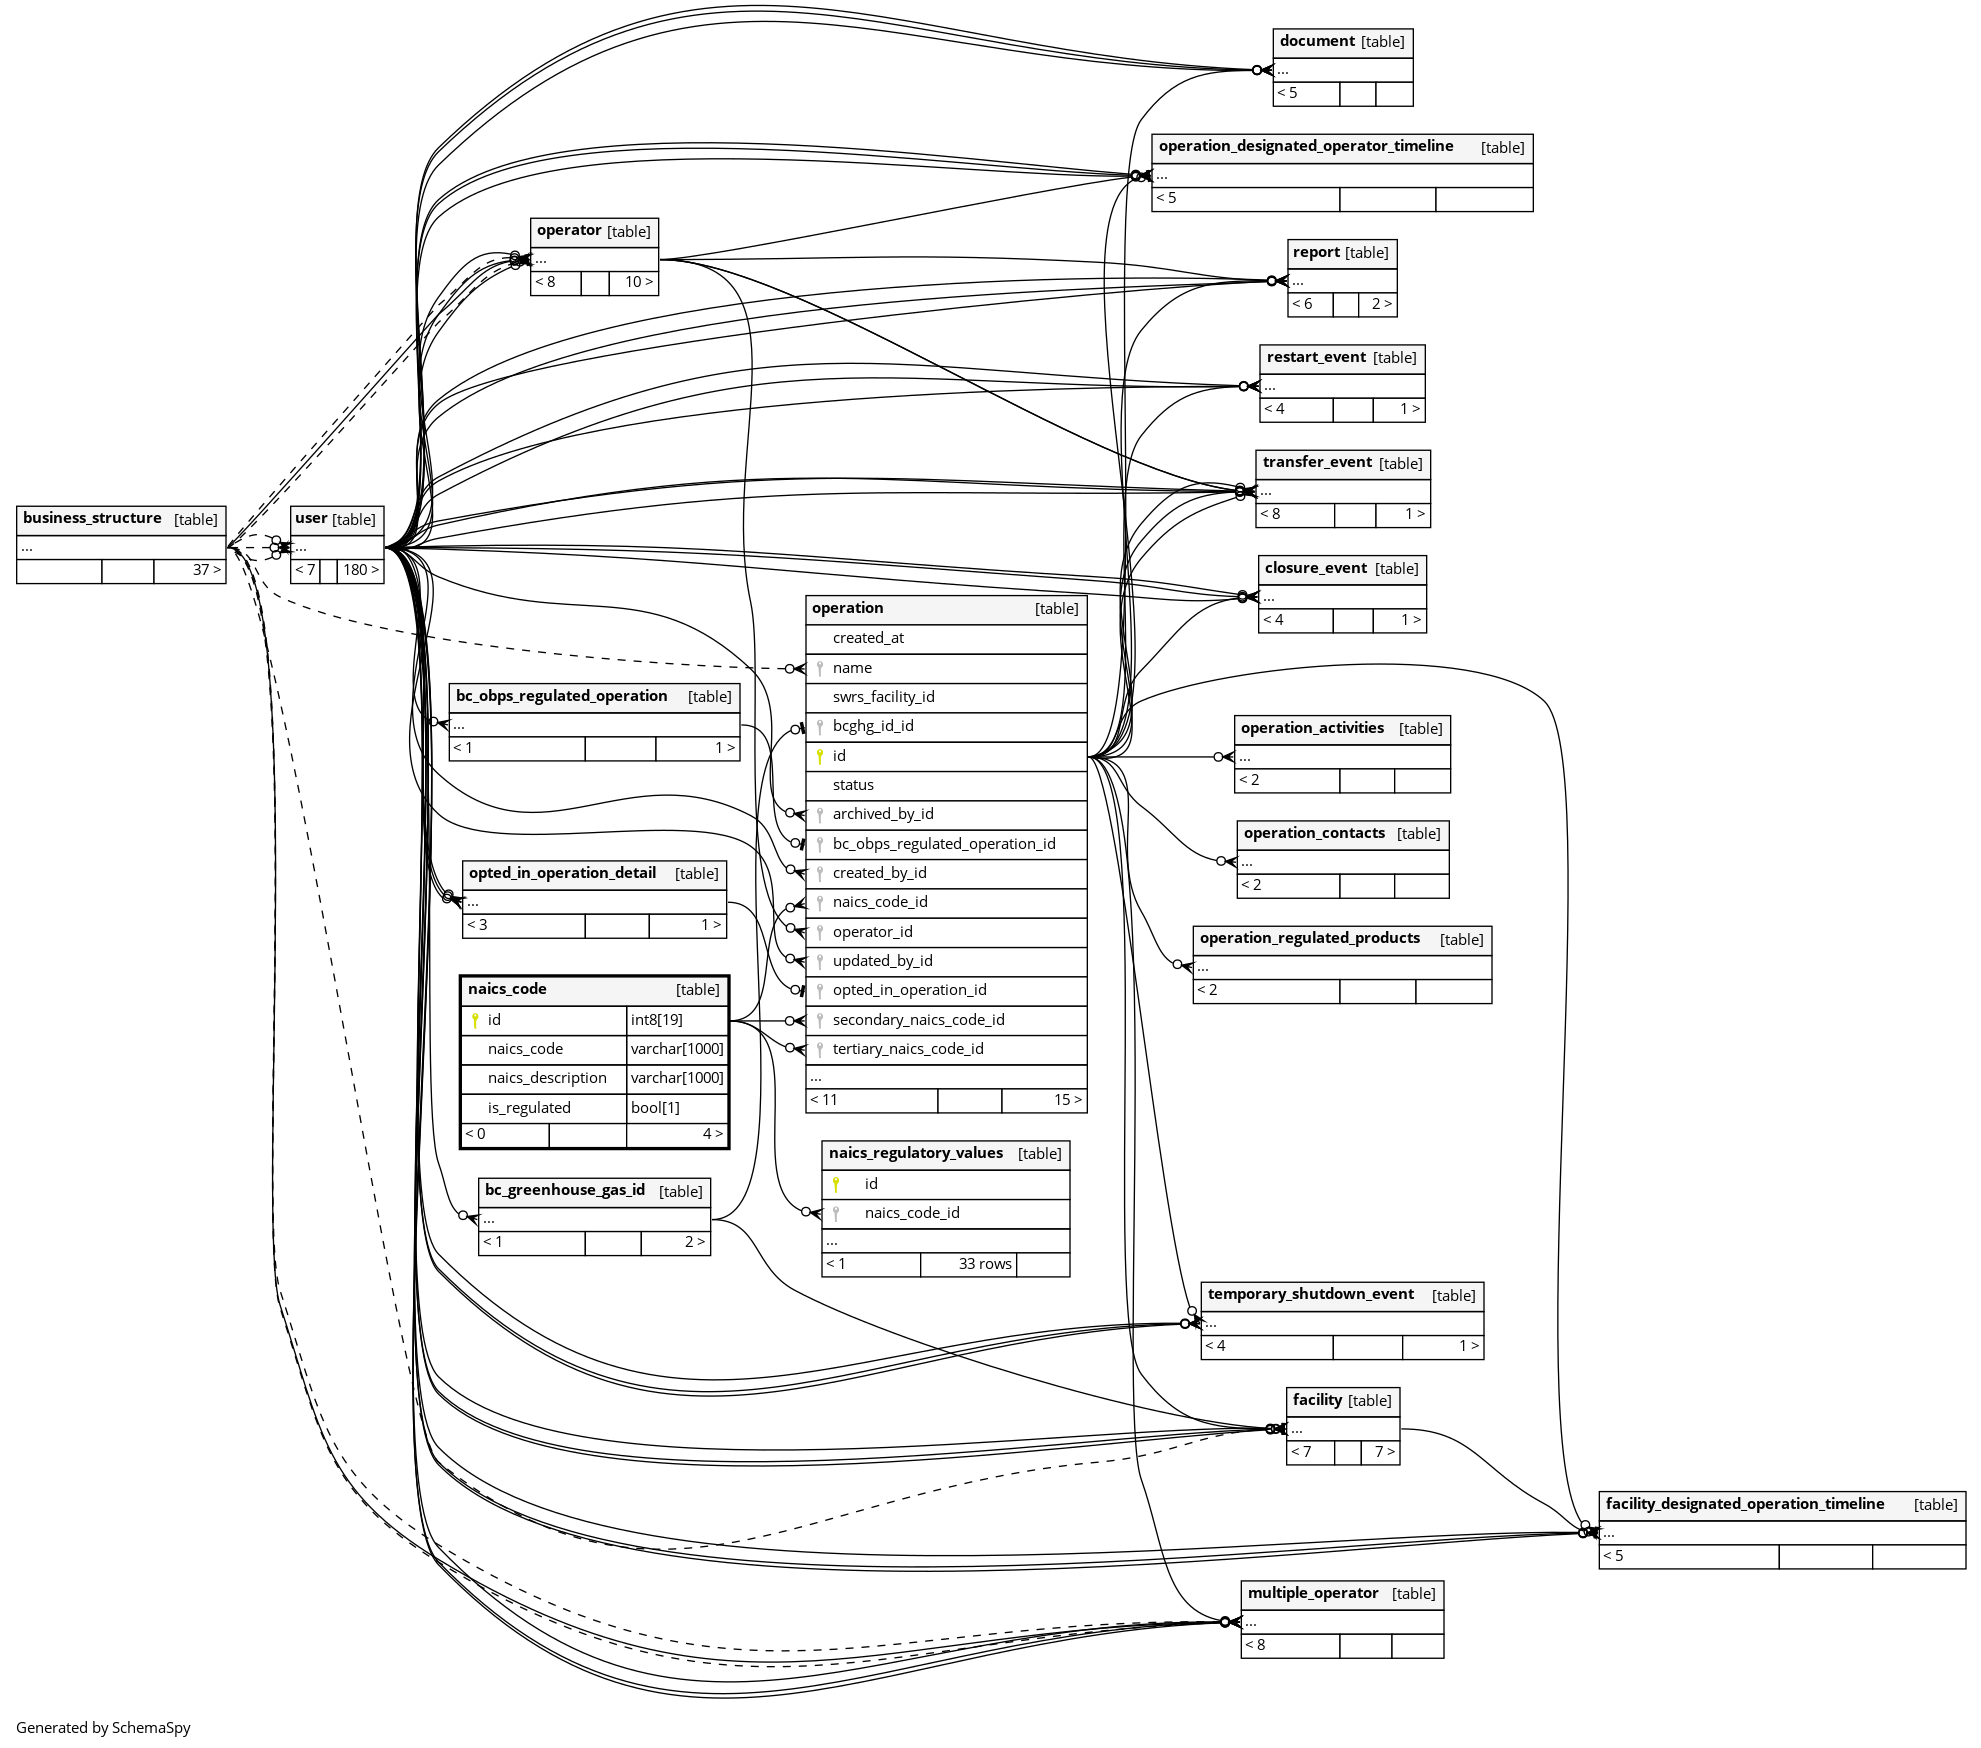 document [table]
...
< 5
operation_designated_operator_timeline [table]
...
< 5
operator [table]
...
< 8 10 >
report [table]
...
< 6 2 >
restart_event [table]
...
< 4 1 >
transfer_event [table]
...
< 8 1 >
business_structure [table]
...
37 >
user [table]
...
< 7 180 >
closure_event [table]
...
< 4 1 >
operation [table]
created_at
name
swrs_facility_id
bcghg_id_id
id
status
archived_by_id
bc_obps_regulated_operation_id
created_by_id
naics_code_id
operator_id
updated_by_id
opted_in_operation_id
secondary_naics_code_id
tertiary_naics_code_id
...
< 11 15 >
bc_obps_regulated_operation [table]
...
< 1 1 >
operation_activities [table]
...
< 2
operation_contacts [table]
...
< 2
opted_in_operation_detail [table]
...
< 3 1 >
operation_regulated_products [table]
...
< 2
naics_code [table]
id int8[19]
naics_code varchar[1000]
naics_description varchar[1000]
is_regulated bool[1]
< 0 4 >
naics_regulatory_values [table]
id
naics_code_id
...
< 1 33 rows
bc_greenhouse_gas_id [table]
...
< 1 2 >
temporary_shutdown_event [table]
...
< 4 1 >
facility [table]
...
< 7 7 >
facility_designated_operation_timeline [table]
...
< 5
multiple_operator [table]
...
< 8
Generated by SchemaSpy